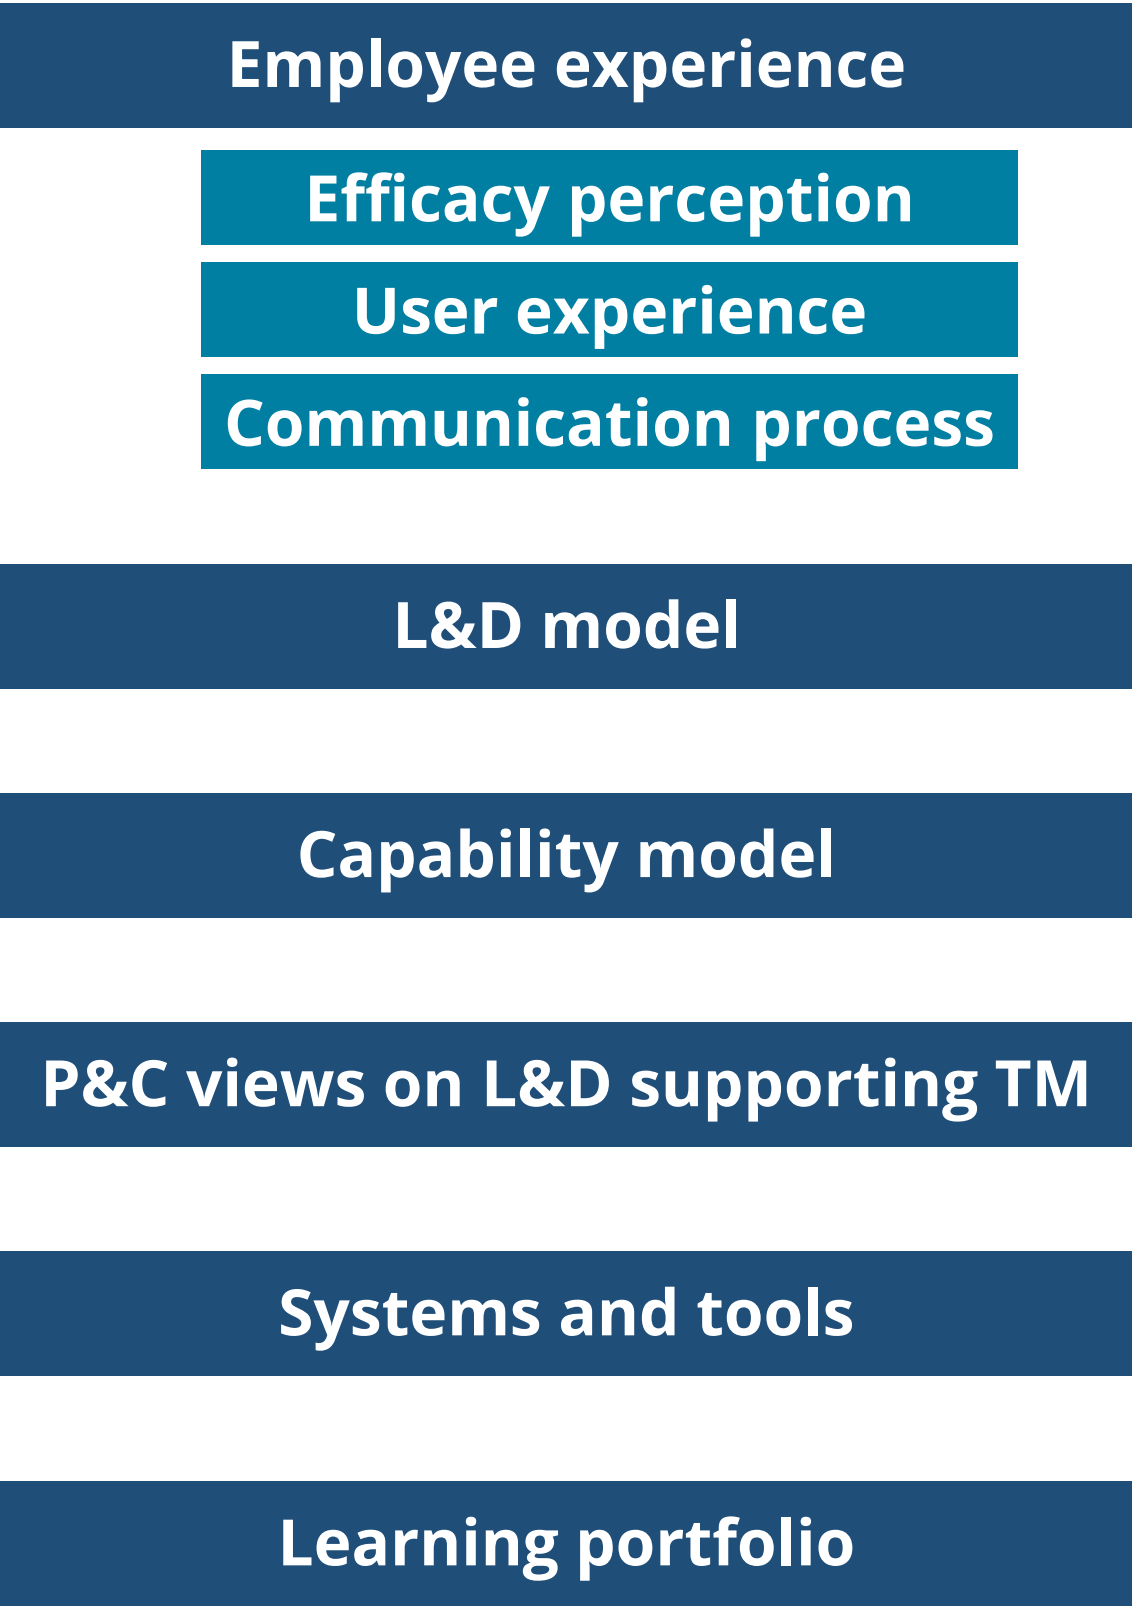 Employee experience
Efficacy perception
User experience
Communication process
L&D model
Capability model
P&C views on L&D supporting TM
Systems and tools
Learning portfolio